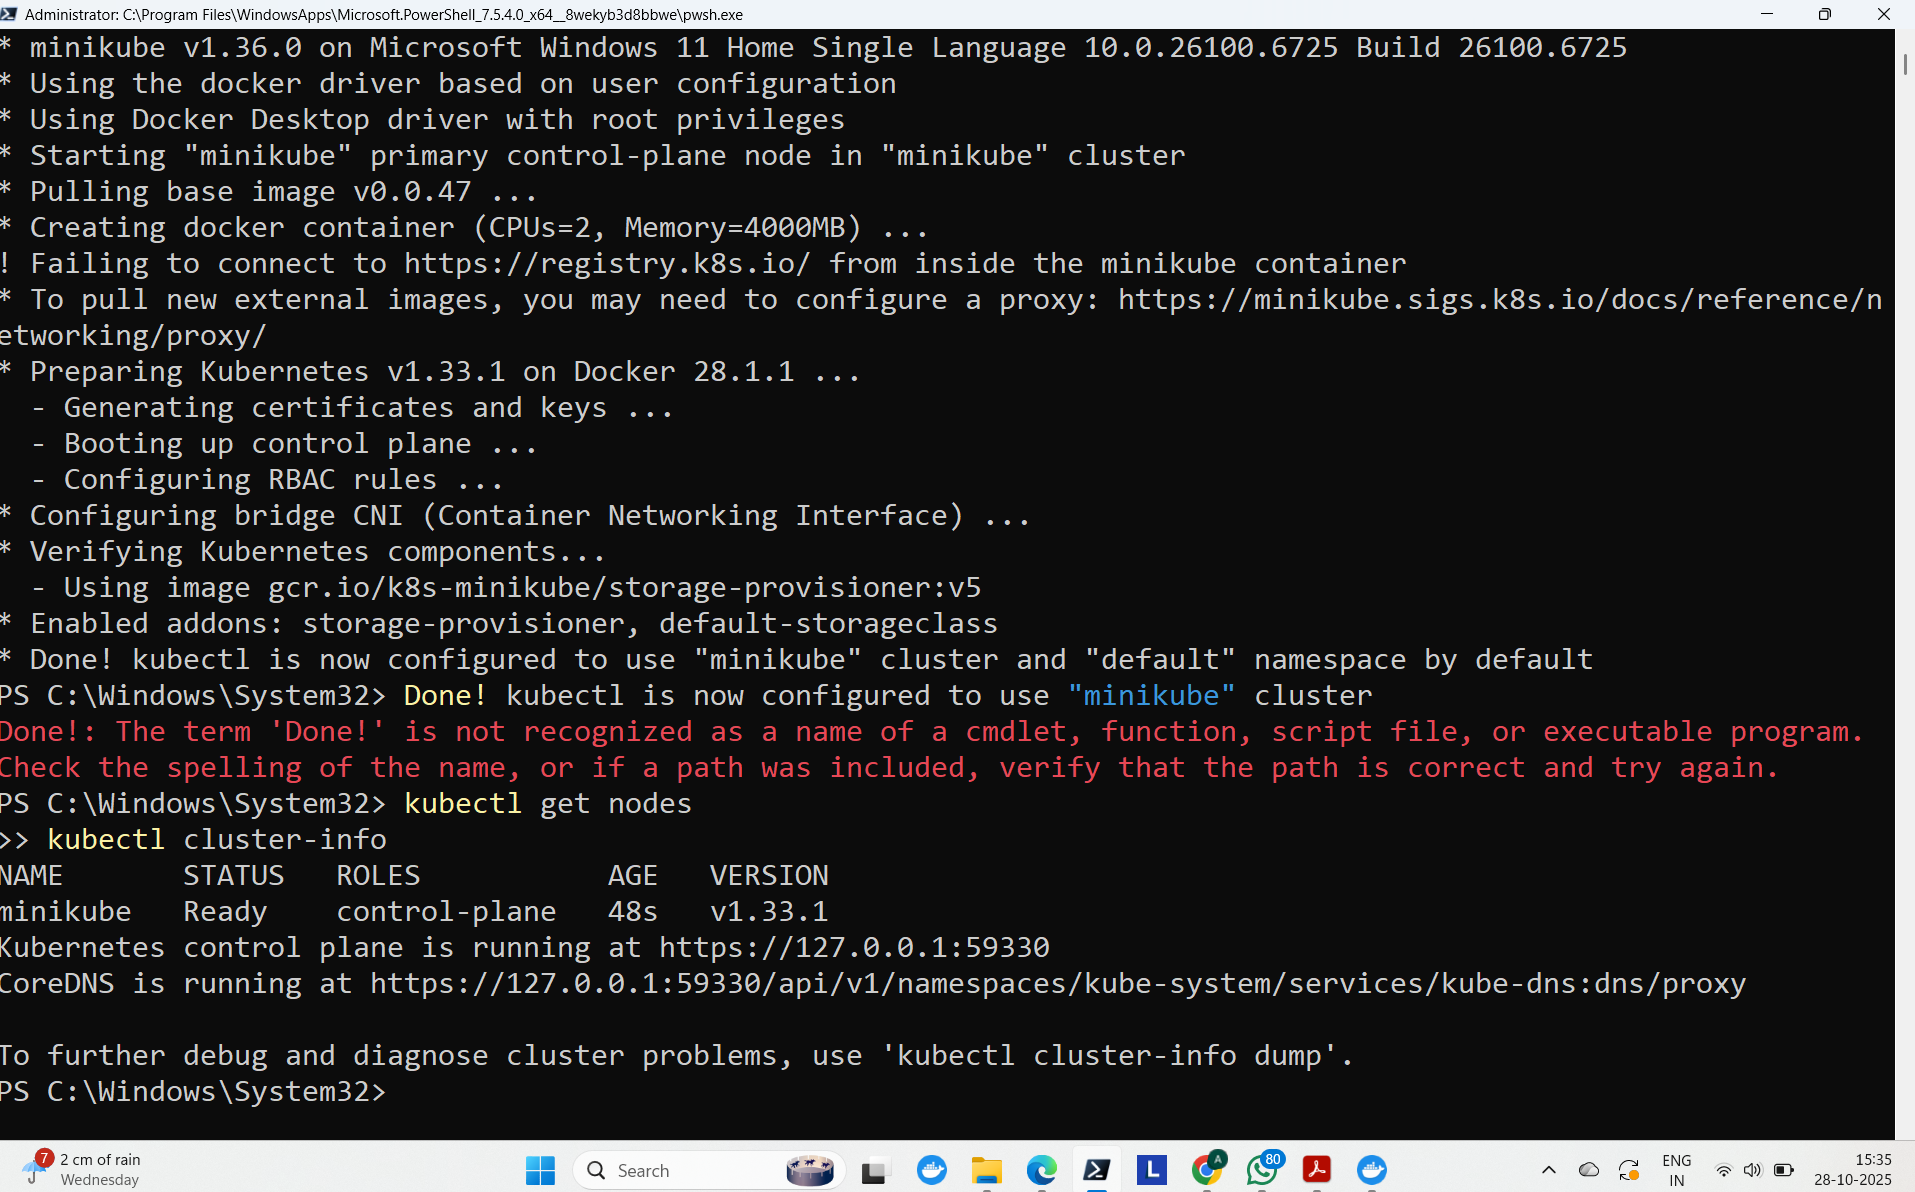 Administrator: C:\Program Files\WindowsApps\Microsoft.PowerShell_7.5.4.0_x64__8wekyb3d8bbwe\pwsh.exe
* minikube v1.36.0 on Microsoft Windows 11 Home Single Language 10.0.26100.6725 Build 26100.6725
* Using the docker driver based on user configuration
* Using Docker Desktop driver with root privileges
* Starting "minikube" primary control-plane node in "minikube" cluster
* Pulling base image v0.0.47 ...
* Creating docker container (CPUs=2, Memory=4000MB) ...
! Failing to connect to https://registry.k8s.io/ from inside the minikube container
* To pull new external images, you may need to configure a proxy: https://minikube.sigs.k8s.io/docs/reference/n
etworking/proxy/
* Preparing Kubernetes v1.33.1 on Docker 28.1.1 ...
  - Generating certificates and keys ...
  - Booting up control plane ...
  - Configuring RBAC rules ...
* Configuring bridge CNI (Container Networking Interface) ...
* Verifying Kubernetes components...
  - Using image gcr.io/k8s-minikube/storage-provisioner:v5
* Enabled addons: storage-provisioner, default-storageclass
* Done! kubectl is now configured to use "minikube" cluster and "default" namespace by default
PS C:\Windows\System32> Done! kubectl is now configured to use "minikube" cluster
Done!: The term 'Done!' is not recognized as a name of a cmdlet, function, script file, or executable program.
Check the spelling of the name, or if a path was included, verify that the path is correct and try again.
PS C:\Windows\System32> kubectl get nodes
>> kubectl cluster-info
NAME       STATUS   ROLES           AGE   VERSION
minikube   Ready    control-plane   48s   v1.33.1
Kubernetes control plane is running at https://127.0.0.1:59330
CoreDNS is running at https://127.0.0.1:59330/api/v1/namespaces/kube-system/services/kube-dns:dns/proxy
To further debug and diagnose cluster problems, use 'kubectl cluster-info dump'.
PS C:\Windows\System32>
7
2 cm of rain
Wednesday
Search
L
A
80
ENG
IN
15:35
28-10-2025